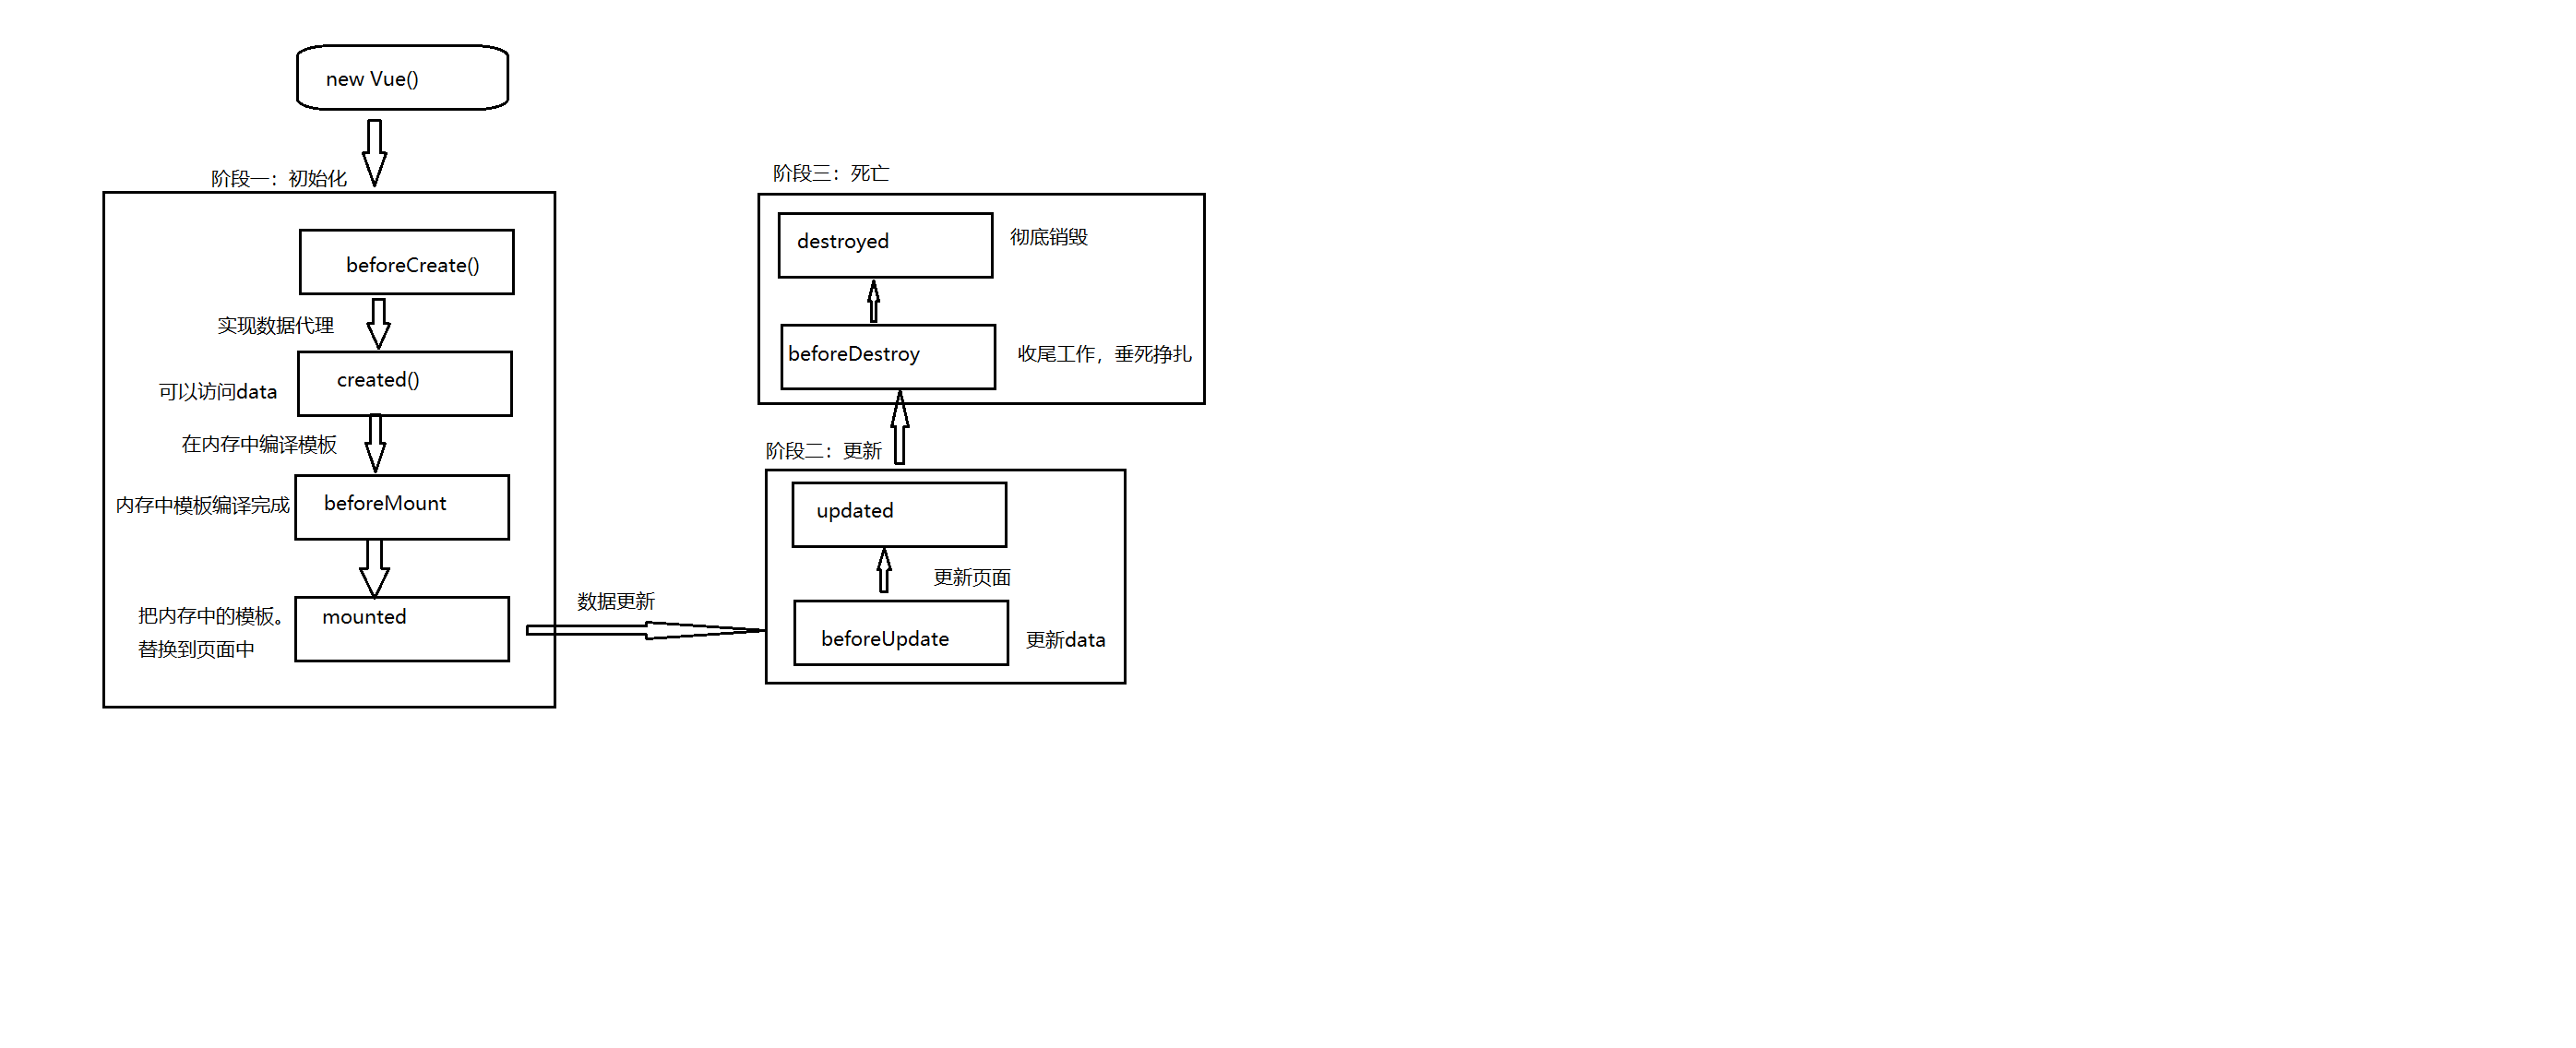 new Vue()
阶段一：初始化
beforeCreate()
实现数据代理
created()
可以访问data
在内存中编译模板
beforeMount
内存中模板编译完成
mounted
把内存中的模板。
替换到页面中
数据更新
阶段二：更新
updated
更新页面
beforeUpdate
更新data
阶段三：死亡
destroyed
彻底销毁
beforeDestroy
收尾工作，垂死挣扎